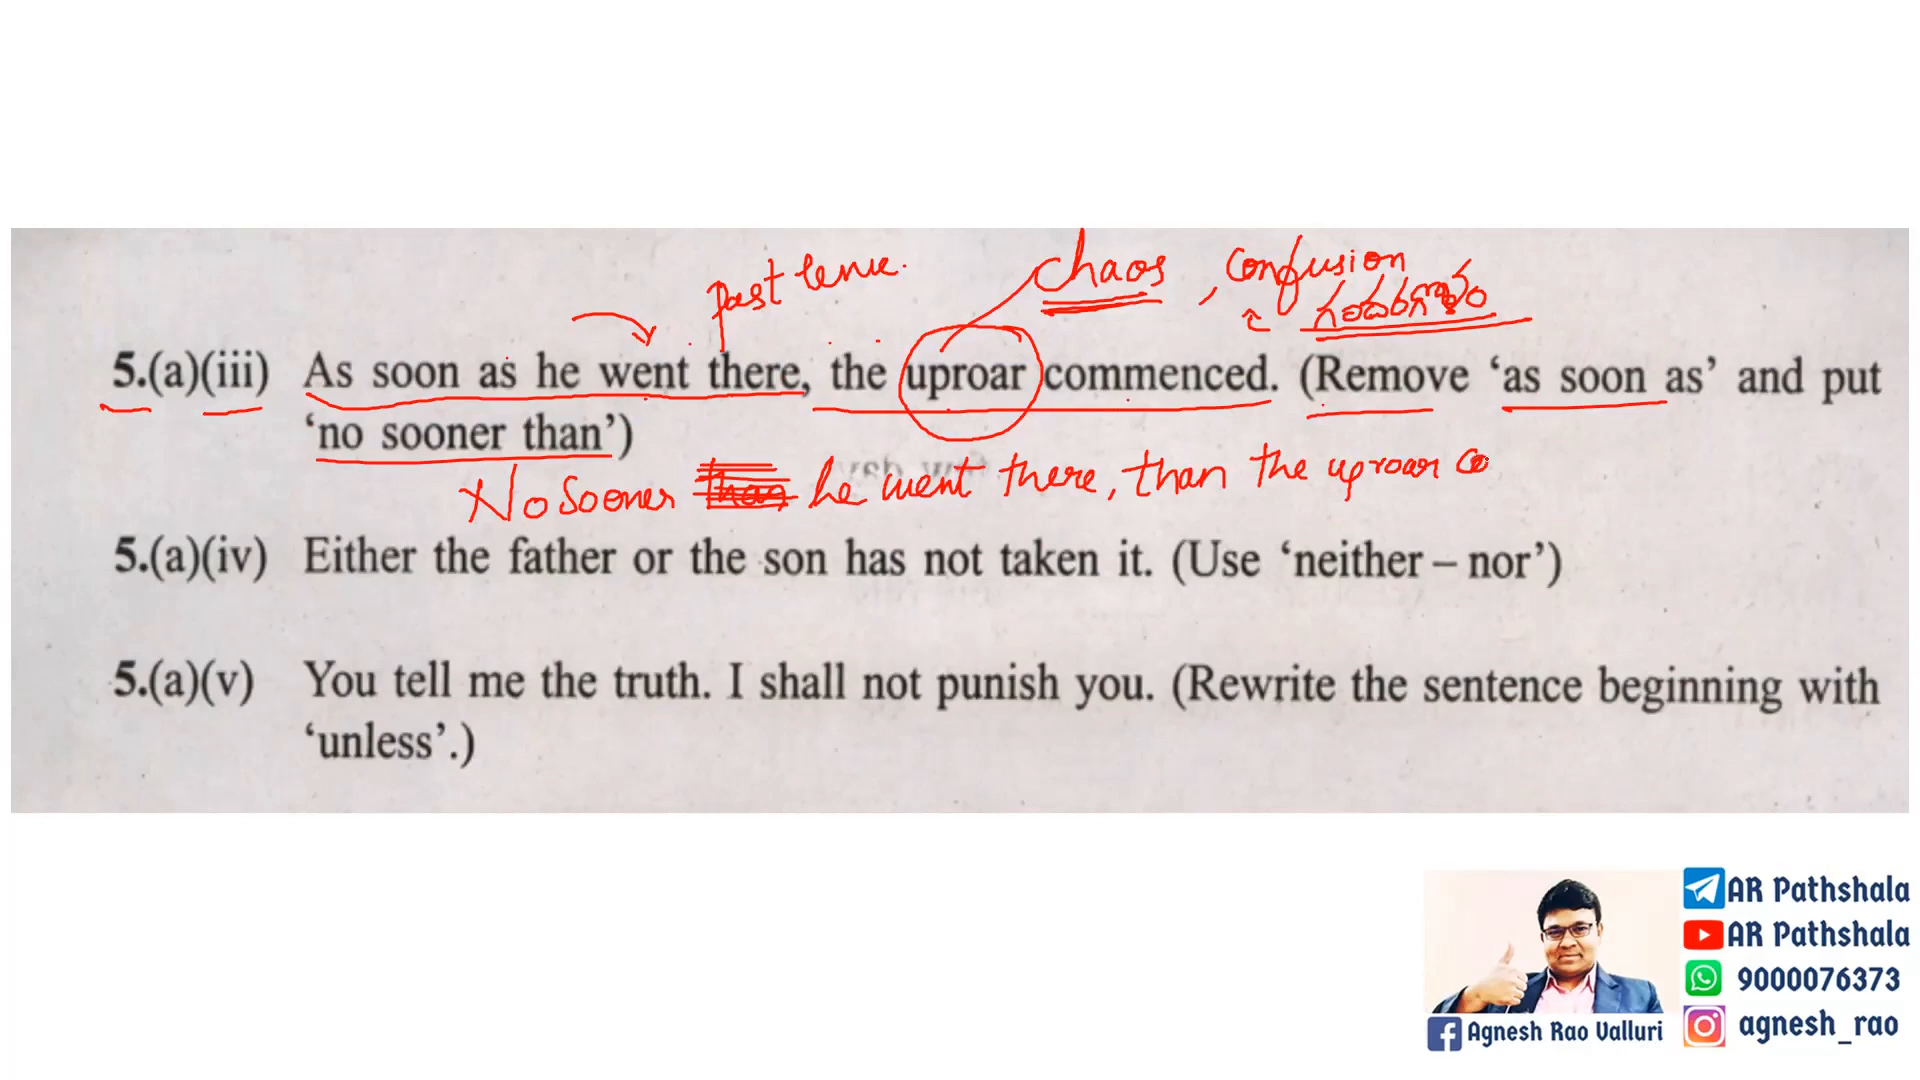 past tense.
chaos , confusion
గందరగోళం
5.(a)(iii) As soon as he went there, the uproar commenced. (Remove ‘as soon as’ and put
‘no sooner than’)
No Sooner than he went there, than the uproar co
5.(a)(iv) Either the father or the son has not taken it. (Use ‘neither – nor’)
5.(a)(v) You tell me the truth. I shall not punish you. (Rewrite the sentence beginning with
‘unless’.)
AR Pathshala
AR Pathshala
9000076373
Agnesh Rao Valluri
agnesh_rao